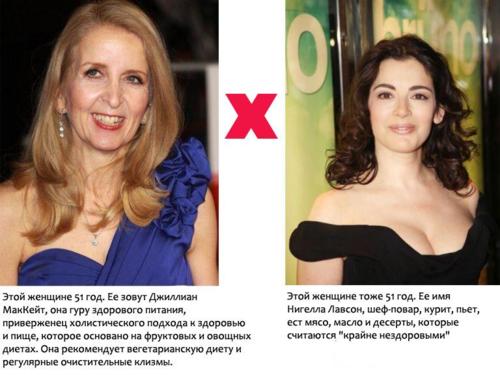 runo
X
Этой женщине 51 год. Ее зовут Джиллиан
МакКейт, она гуру здорового питания,
приверженец холистического подхода к здоровью
и пище, которое основано на фруктовых и овощных
диетах. Она рекомендует вегетарианскую диету и
регулярные очистительные клизмы.
Этой женщине тоже 51 год. Ее имя
Нигелла Лавсон, шеф-повар, курит, пьет,
ест мясо, масло и десерты, которые
считаются "крайне нездоровыми"